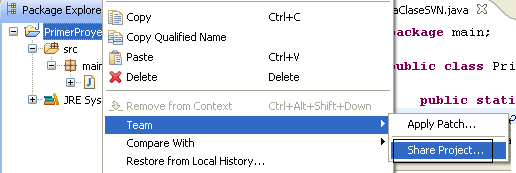 Package Explore
PrimerProye
src
main
J
JRE Sys
Copy Ctrl+C
Copy Qualified Name
Paste Ctrl+V
Delete Delete
Remove from Context Ctrl+Alt+Shift+Down
Team
Compare With
Restore from Local History...
Apply Patch...
Share Project...
aClaseSVN.java
package main;
public class Pri
public stati